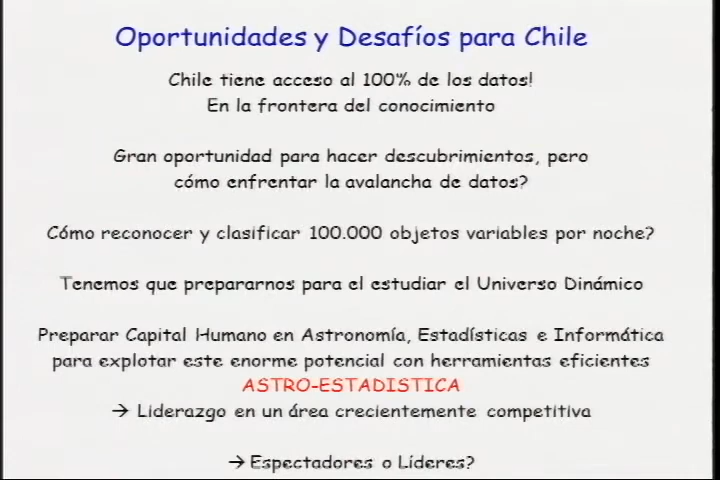 Oportunidades y Desafíos para Chile
Chile tiene acceso al 100% de los datos!
En la frontera del conocimiento
Gran oportunidad para hacer descubrimientos, pero
cómo enfrentar la avalancha de datos?
Cómo reconocer y clasificar 100.000 objetos variables por noche?
Tenemos que prepararnos para el estudiar el Universo Dinámico
Preparar Capital Humano en Astronomía, Estadísticas e Informática
para explotar este enorme potencial con herramientas eficientes
ASTRO-ESTADISTICA
→ Liderazgo en un área crecientemente competitiva
→ Espectadores o Líderes?